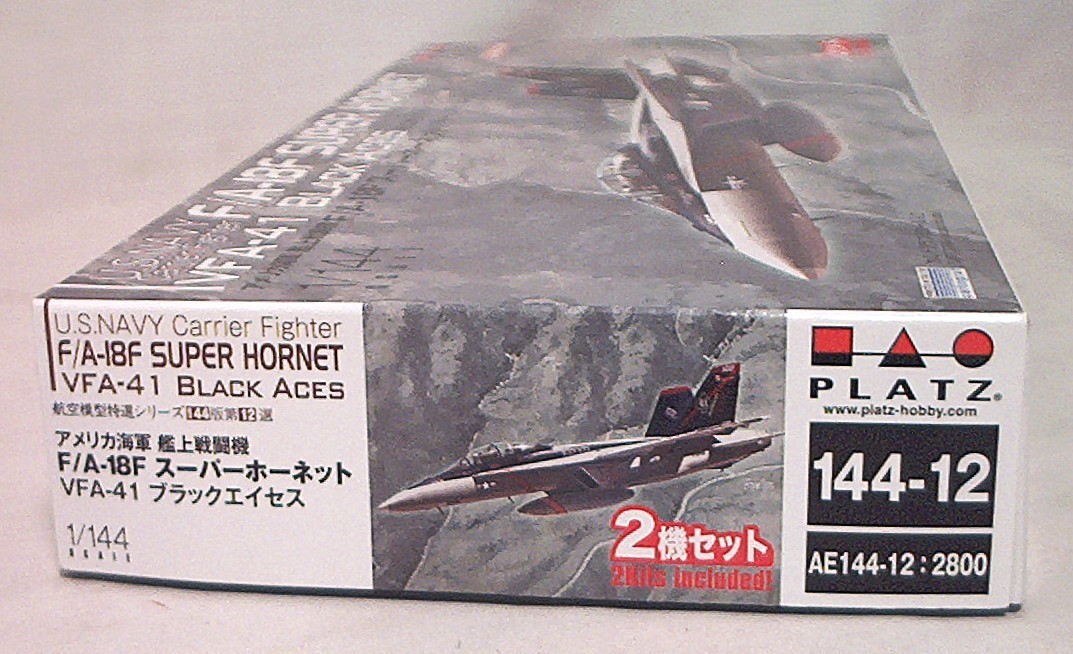 U.S.NAVY
F/A-18F SUPER HORNET
VFA-41 BLACK ACES
1/144
U.S.NAVY Carrier Fighter
F/A-18F SUPER HORNET
VFA-41 BLACK ACES
航空模型特選シリーズ144版第12選
アメリカ海軍 艦上戦闘機
F/A-18F スーパーホーネット
VFA-41 ブラックエイセス
1/144
SCALE
2機セット
2Kits included!
PLATZ®
www.platz-hobby.com
144-12
AE144-12:2800